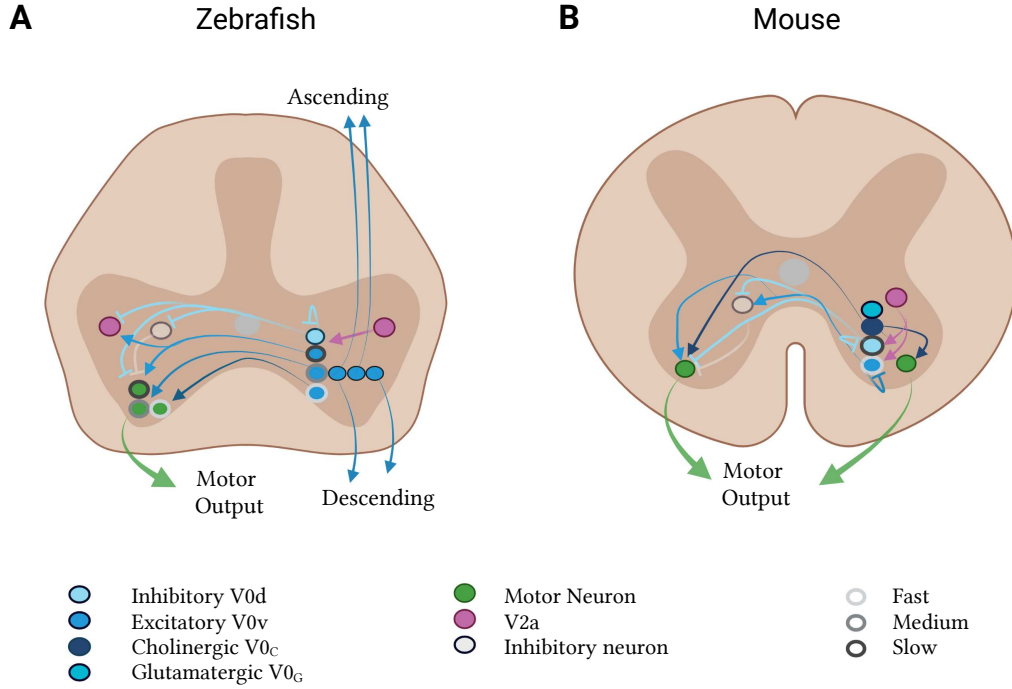 A
Zebrafish
B
Mouse
Ascending
Motor
Output
Descending
Motor
Output
Inhibitory V0d
Excitatory V0v
Cholinergic V0C
Glutamatergic V0G
Motor Neuron
V2a
Inhibitory neuron
Fast
Medium
Slow